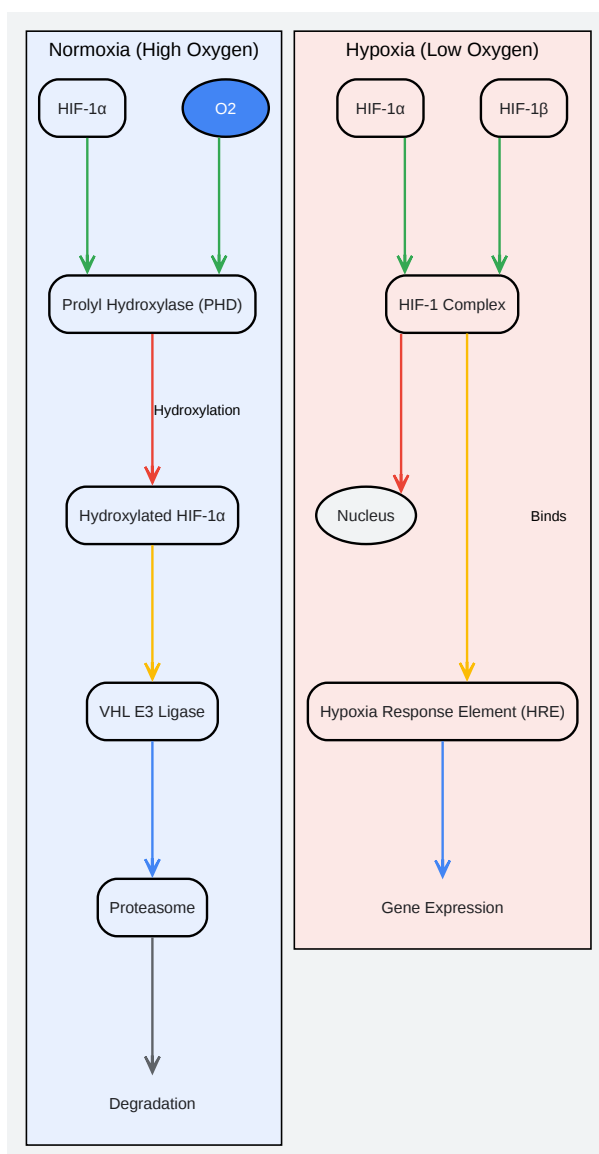 Normoxia (High Oxygen)
HIF-1α
O2
Prolyl Hydroxylase (PHD)
Hydroxylation
Hydroxylated HIF-1α
VHL E3 Ligase
Proteasome
Degradation
Hypoxia (Low Oxygen)
HIF-1α
HIF-1β
HIF-1 Complex
Nucleus
Binds
Hypoxia Response Element (HRE)
Gene Expression